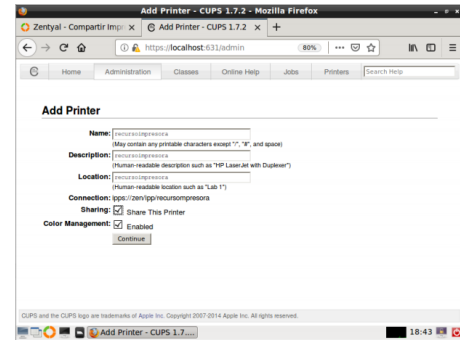 Add Printer - CUPS 1.7.2 - Mozilla Firefox
Zentyal - Compartir Impr
Add Printer - CUPS 1.7.2
https://localhost:631/admin
80%
Home Administration Classes Online Help Jobs Printers Search Help
Add Printer
Name: recursoimpresora
(May contain any printable characters except "/", "#", and space)
Description: recursoimpresora
(Human-readable description such as "HP LaserJet with Duplexer")
Location: recursoimpresora
(Human-readable location such as "Lab 1")
Connection: ipps://zen/ipp/recursompresora
Sharing: Share This Printer
Color Management: Enabled
Continue
CUPS and the CUPS logo are trademarks of Apple Inc. Copyright 2007-2014 Apple Inc. All rights reserved.
Add Printer - CUPS 1.7....
18:43